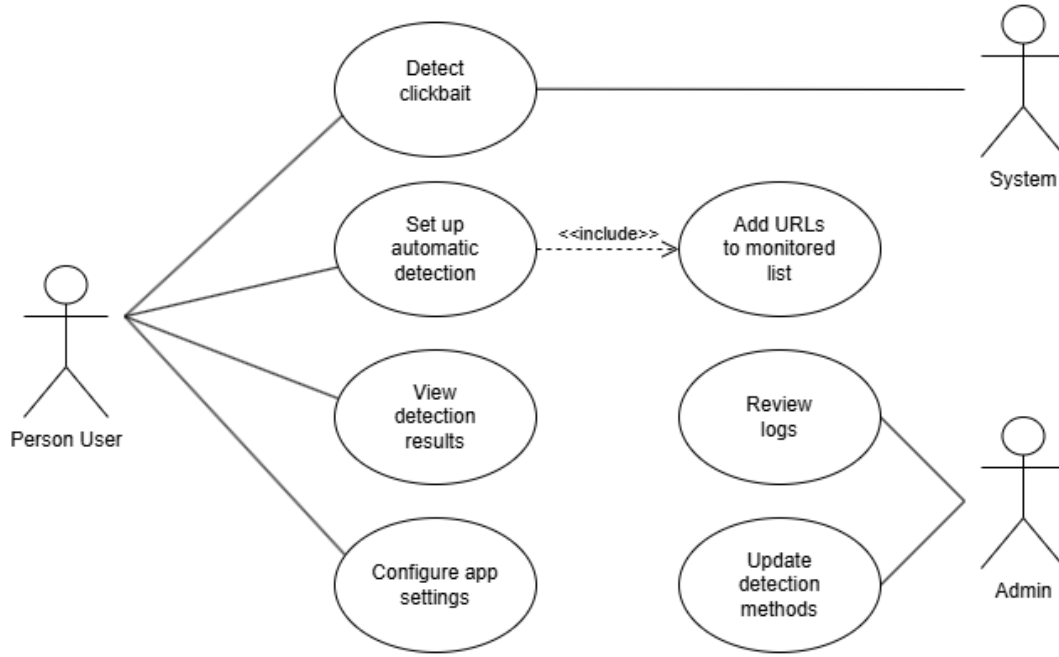 Detect
clickbait
System
Set up
automatic
detection
<<include>>
Add URLs
to monitored
list
Person User
View
detection
results
Review
logs
Configure app
settings
Update
detection
methods
Admin